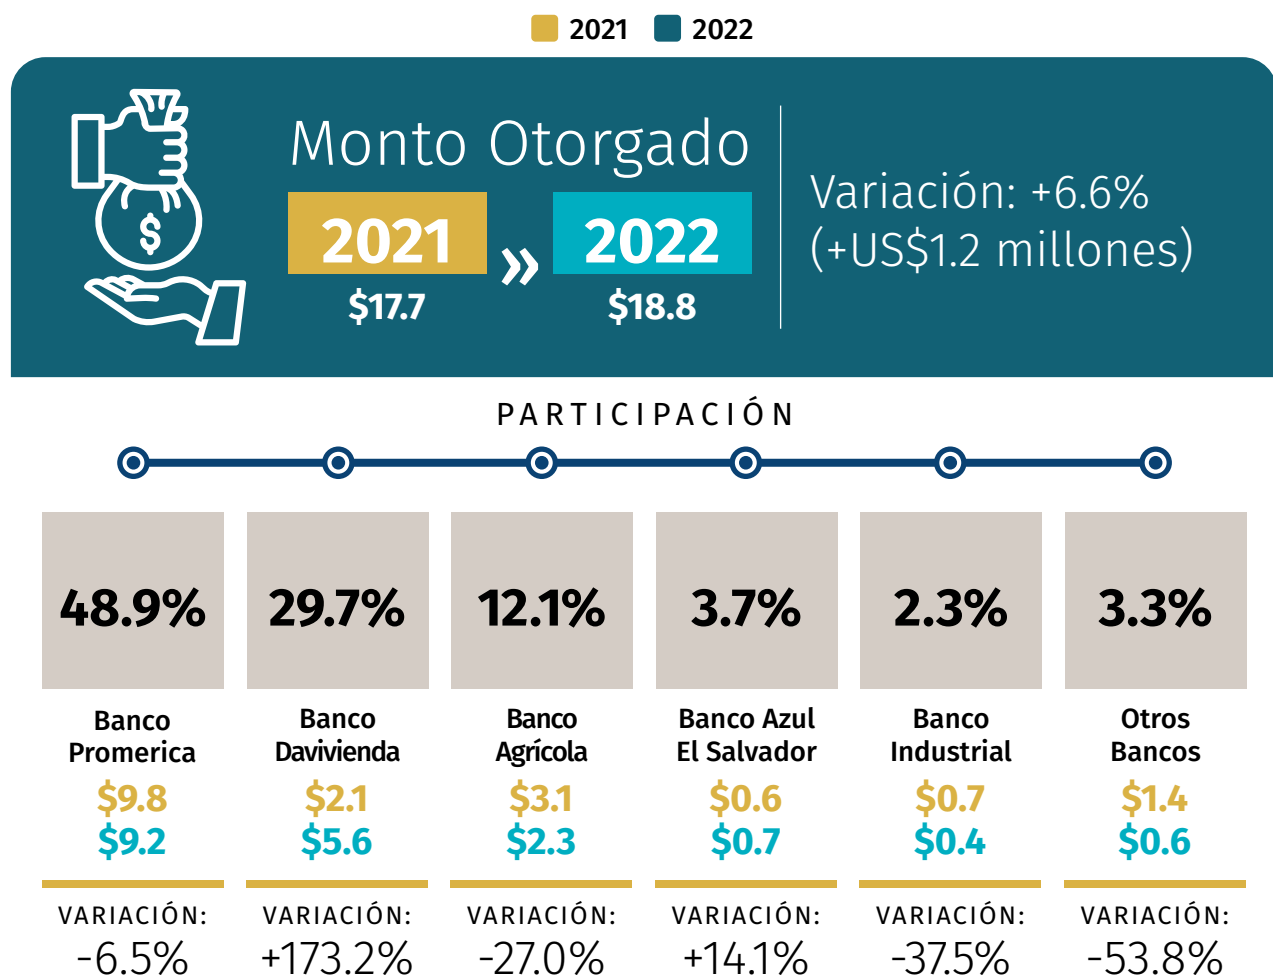 2021 2022
Monto Otorgado
2021 » 2022
$17.7 $18.8
Variación: +6.6%
(+US$1.2 millones)
$
PARTICIPACIÓN
48.9%
Banco
Promerica
$9.8
$9.2
VARIACIÓN:
-6.5%
29.7%
Banco
Davivienda
$2.1
$5.6
VARIACIÓN:
+173.2%
12.1%
Banco
Agrícola
$3.1
$2.3
VARIACIÓN:
-27.0%
3.7%
Banco Azul
El Salvador
$0.6
$0.7
VARIACIÓN:
+14.1%
2.3%
Banco
Industrial
$0.7
$0.4
VARIACIÓN:
-37.5%
3.3%
Otros
Bancos
$1.4
$0.6
VARIACIÓN:
-53.8%